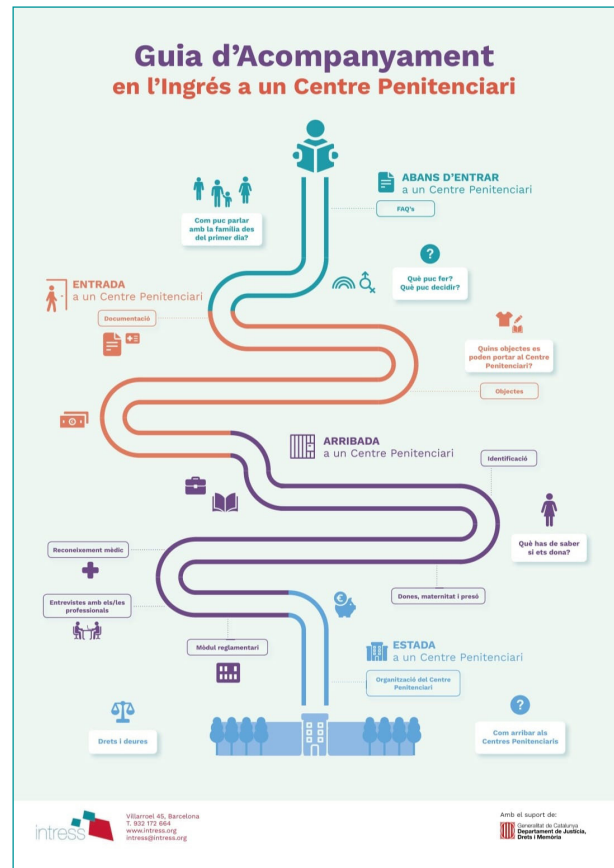 Guia d'Acompanyament
en l'Ingrés a un Centre Penitenciari
ABANS D'ENTRAR
a un Centre Penitenciari
FAQ's
Com puc parlar
amb la família des
del primer dia?
?
Què puc fer?
Què puc decidir?
ENTRADA
a un Centre Penitenciari
Documentació
Quins objectes es
poden portar al Centre
Penitenciari?
Objectes
ARRIBADA
a un Centre Penitenciari
Identificació
Què has de saber
si ets dona?
Reconeixement mèdic
Entrevistes amb els/les
professionals
Dones, maternitat i presó
Mòdul reglamentari
€
ESTADA
a un Centre Penitenciari
Organització del Centre
Penitenciari
Drets i deures
?
Com arribar als
Centres Penitenciaris
intress
Villarroel 45, Barcelona
T. 932 172 664
www.intress.org
intress@intress.org
Amb el suport de:
Generalitat de Catalunya
Departament de Justícia,
Drets i Memòria